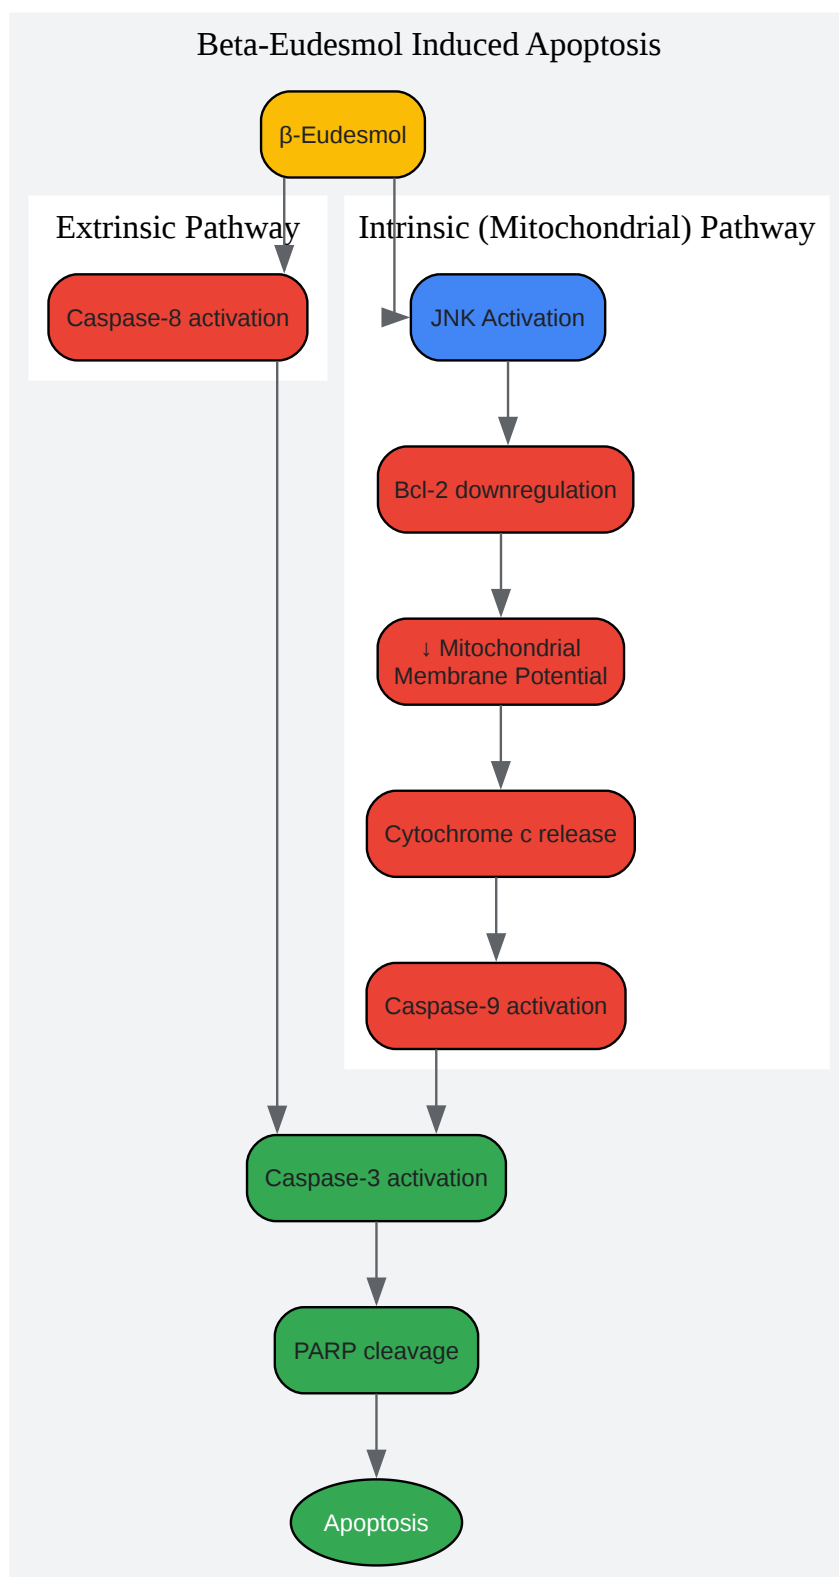 Beta-Eudesmol Induced Apoptosis
β-Eudesmol
Extrinsic Pathway
Intrinsic (Mitochondrial) Pathway
Caspase-8 activation
JNK Activation
Bcl-2 downregulation
↓ Mitochondrial
Membrane Potential
Cytochrome c release
Caspase-9 activation
Caspase-3 activation
PARP cleavage
Apoptosis